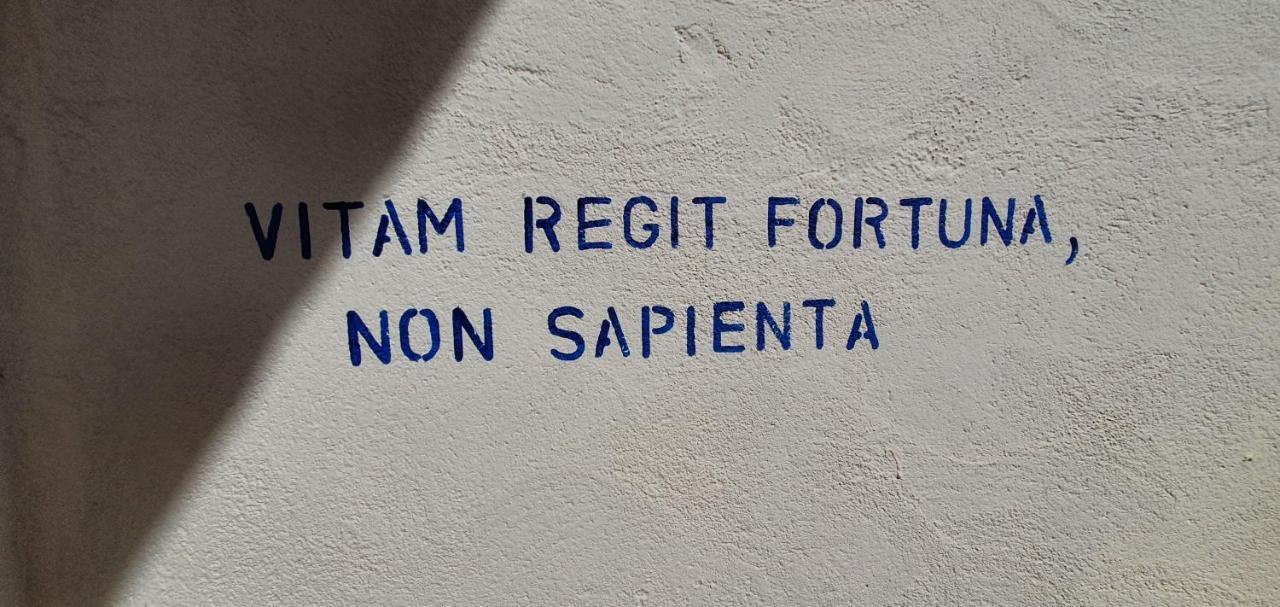 VITAM REGIT FORTUNA,
NON SAPIENTA